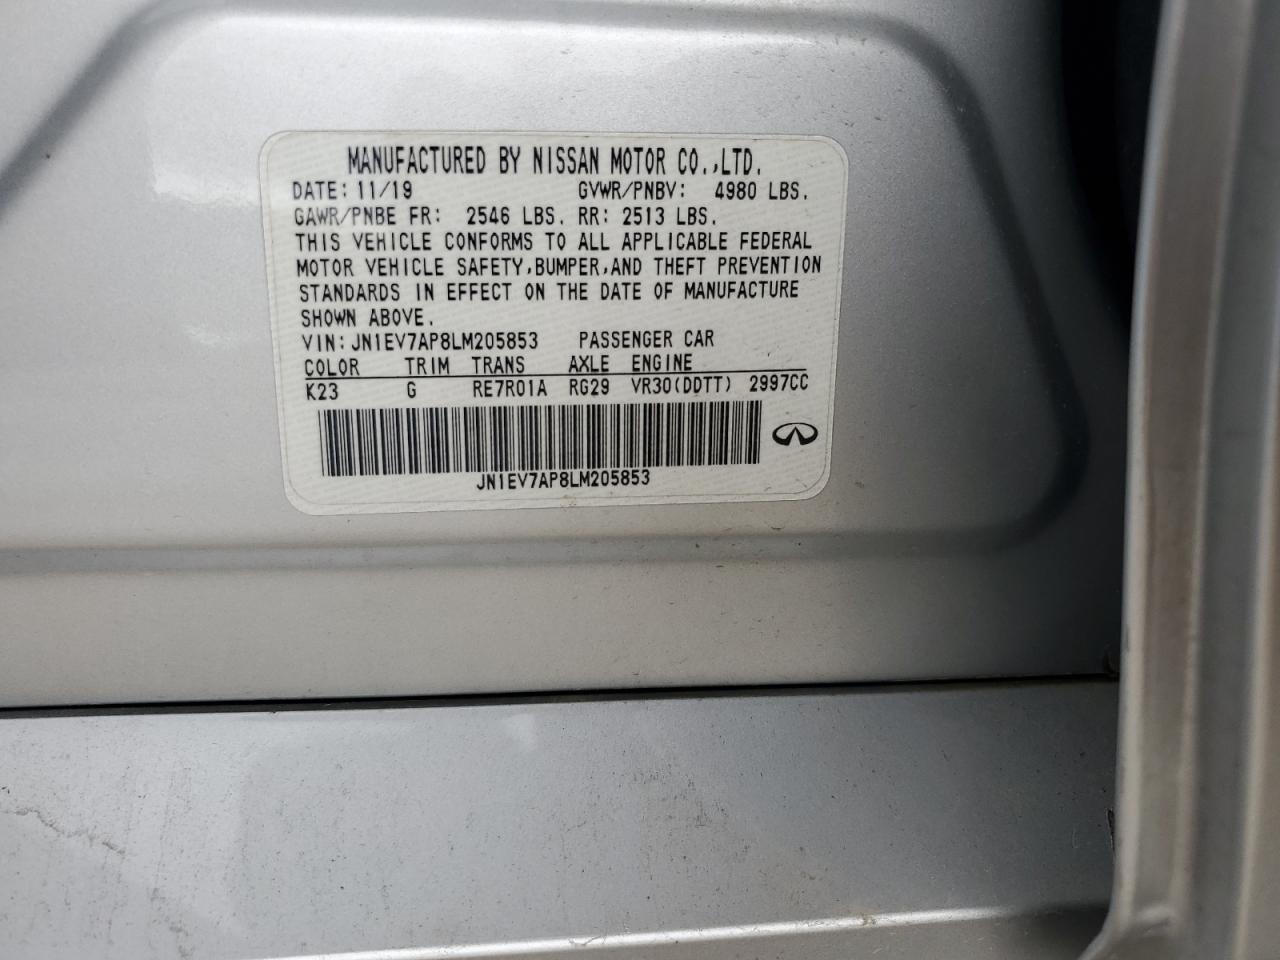 MANUFACTURED BY NISSAN MOTOR CO.,LTD.
DATE: 11/19 GVWR/PNBV: 4980 LBS.
GAWR/PNBE FR: 2546 LBS. RR: 2513 LBS.
THIS VEHICLE CONFORMS TO ALL APPLICABLE FEDERAL
MOTOR VEHICLE SAFETY,BUMPER,AND THEFT PREVENTION
STANDARDS IN EFFECT ON THE DATE OF MANUFACTURE
SHOWN ABOVE.
VIN: JN1EV7AP8LM205853 PASSENGER CAR
COLOR TRIM TRANS AXLE ENGINE
K23 G RE7R01A RG29 VR30(DDTT) 2997CC
JN1EV7AP8LM205853